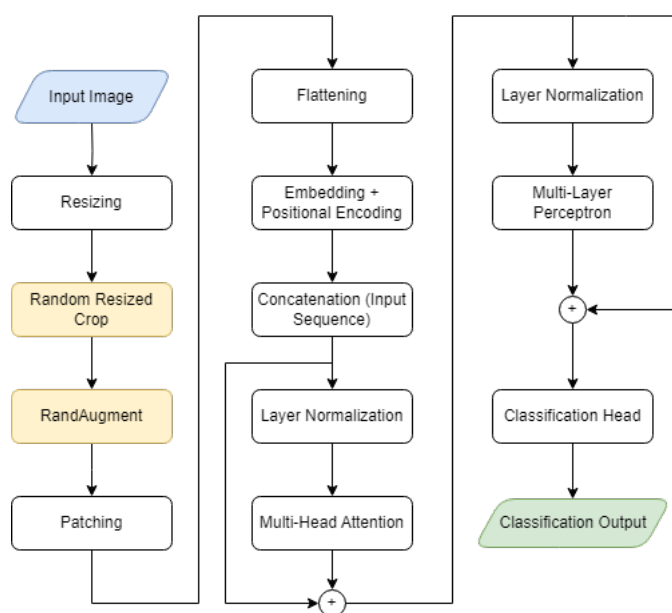 Input Image
Resizing
Random Resized
Crop
RandAugment
Patching
Flattening
Embedding +
Positional Encoding
Concatenation (Input
Sequence)
Layer Normalization
Multi-Head Attention
+
Layer Normalization
Multi-Layer
Perceptron
+
Classification Head
Classification Output